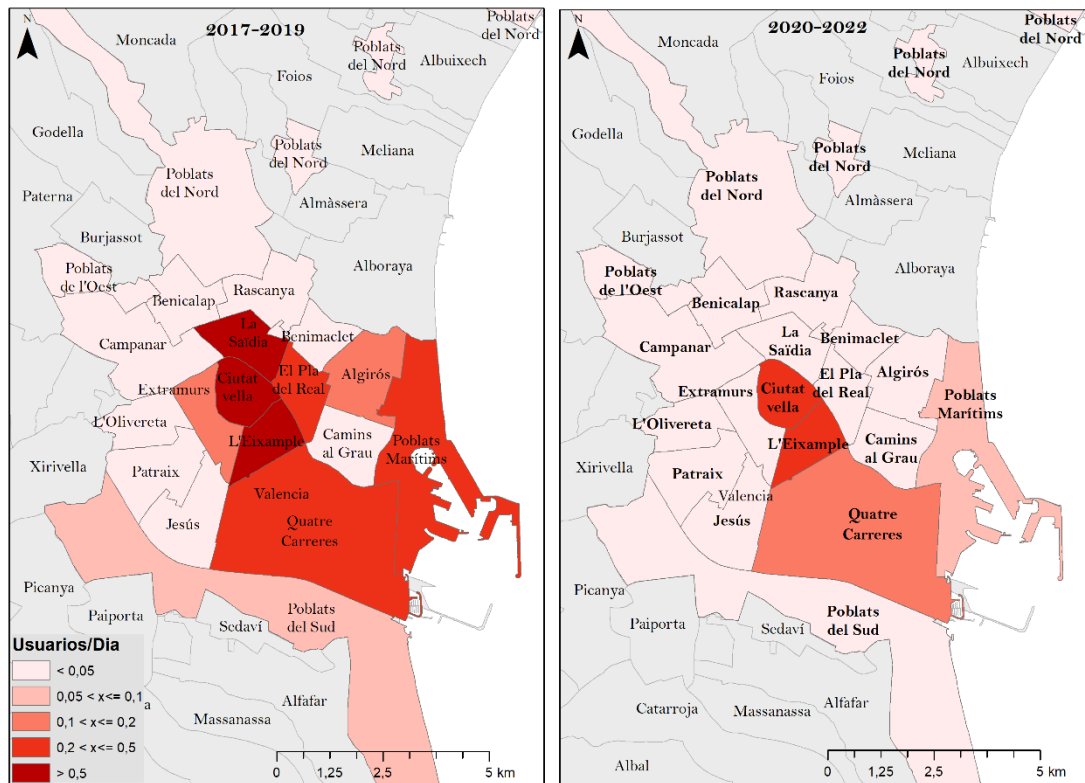 2017-2019
N
Moncada
Poblats
del Nord
Poblats
del Nord
Albuixech
Foios
Godella
Poblats
del Nord
Meliana
Poblats
del Nord
Paterna
Almàssera
Burjassot
Alboraya
Poblats
de l'Oest
Benicalap
Rascanya
La
Saïdia
Benimaclet
Campanar
Ciutat
vella
El Pla
del Real
Algirós
Extramurs
L'Olivereta
L'Eixample
Camins
al Grau
Poblats
Marítims
Xirivella
Patraix
Valencia
Jesús
Quatre
Carreres
Picanya
Paiporta
Sedaví
Poblats
del Sud
Usuarios/Dia
< 0,05
0,05 < x<= 0,1
a
0,1 < x<= 0,2
0,2 < x<= 0,5
> 0,5
Alfafar
Massanassa
0 1,25 2,5 5 km
2020-2022
N
Moncada
Poblats
del Nord
Poblats
del Nord
Albuixech
Foios
Godella
Poblats
del Nord
Meliana
Poblats
del Nord
Almàssera
Burjassot
Alboraya
Poblats
de l'Oest
Benicalap
Rascanya
La
Saïdia
Benimaclet
Campanar
Ciutat
vella
El Pla
del Real
Algirós
Extramurs
Poblats
Marítims
L'Olivereta
L'Eixample
Camins
al Grau
Xirivella
Patraix
Valencia
Jesús
Quatre
Carreres
Picanya
Paiporta
Sedaví
Poblats
del Sud
Catarroja
Massanassa
Alfafar
Albal
0 1,25 2,5 5 km